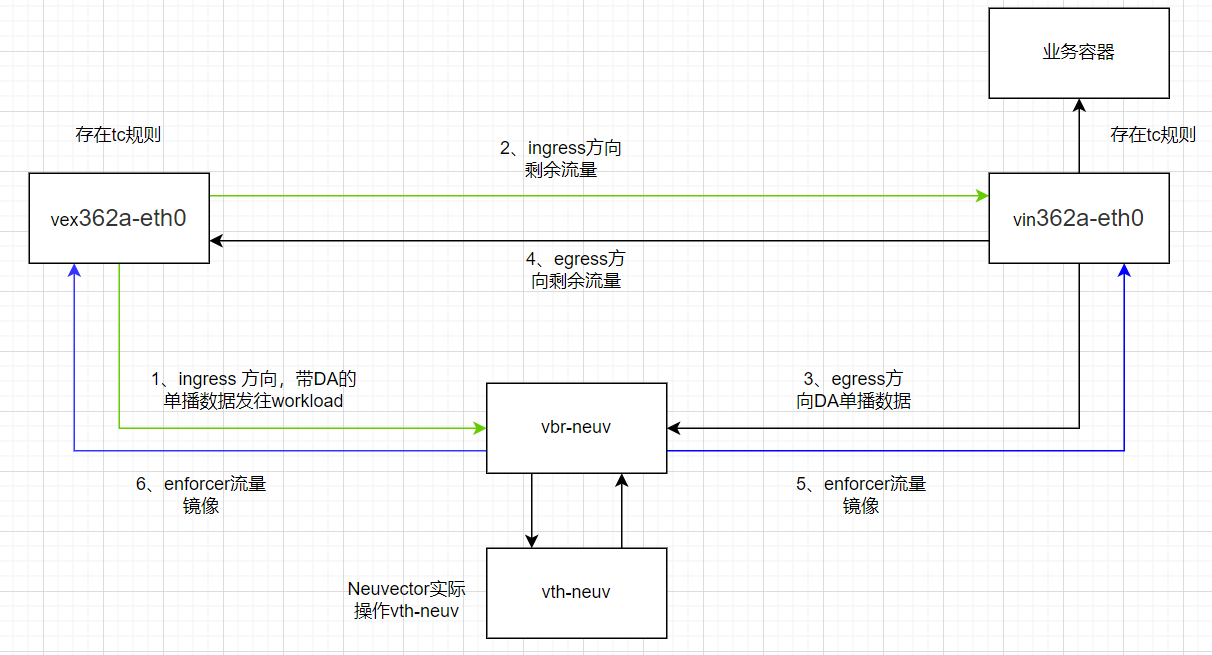 业务容器
存在tc规则
存在tc规则
2、ingress方向
剩余流量
vex362a-eth0
vin362a-eth0
4、egress方
向剩余流量
1、ingress 方向，带DA的
单播数据发往workload
3、egress方
向DA单播数据
vbr-neuv
6、enforcer流量
镜像
5、enforcer流量
镜像
Neuvector实际
操作vth-neuv
vth-neuv